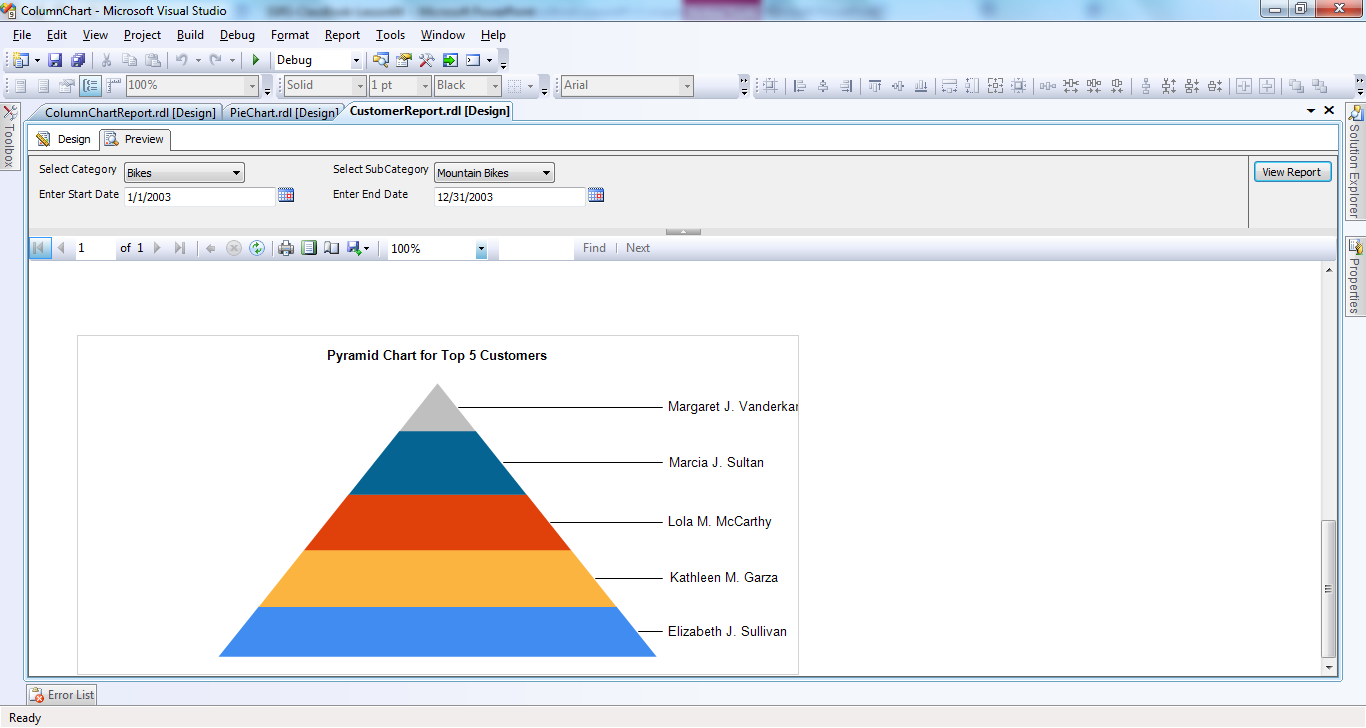 ColumnChart - Microsoft Visual Studio
File Edit View Project Build Debug Format Report Tools Window Help
Debug
100% Solid 1 pt Black Arial
Toolbox
ColumnChartReport.rdl [Design] PieChart.rdl [Design] CustomerReport.rdl [Design]
Design Preview
Select Category Bikes Select SubCategory Mountain Bikes View Report
Enter Start Date 1/1/2003 Enter End Date 12/31/2003
Solution Explorer
1 of 1 100% Find | Next
Properties
Pyramid Chart for Top 5 Customers
Margaret J. Vanderkar
Marcia J. Sultan
Lola M. McCarthy
Kathleen M. Garza
Elizabeth J. Sullivan
Error List
Ready